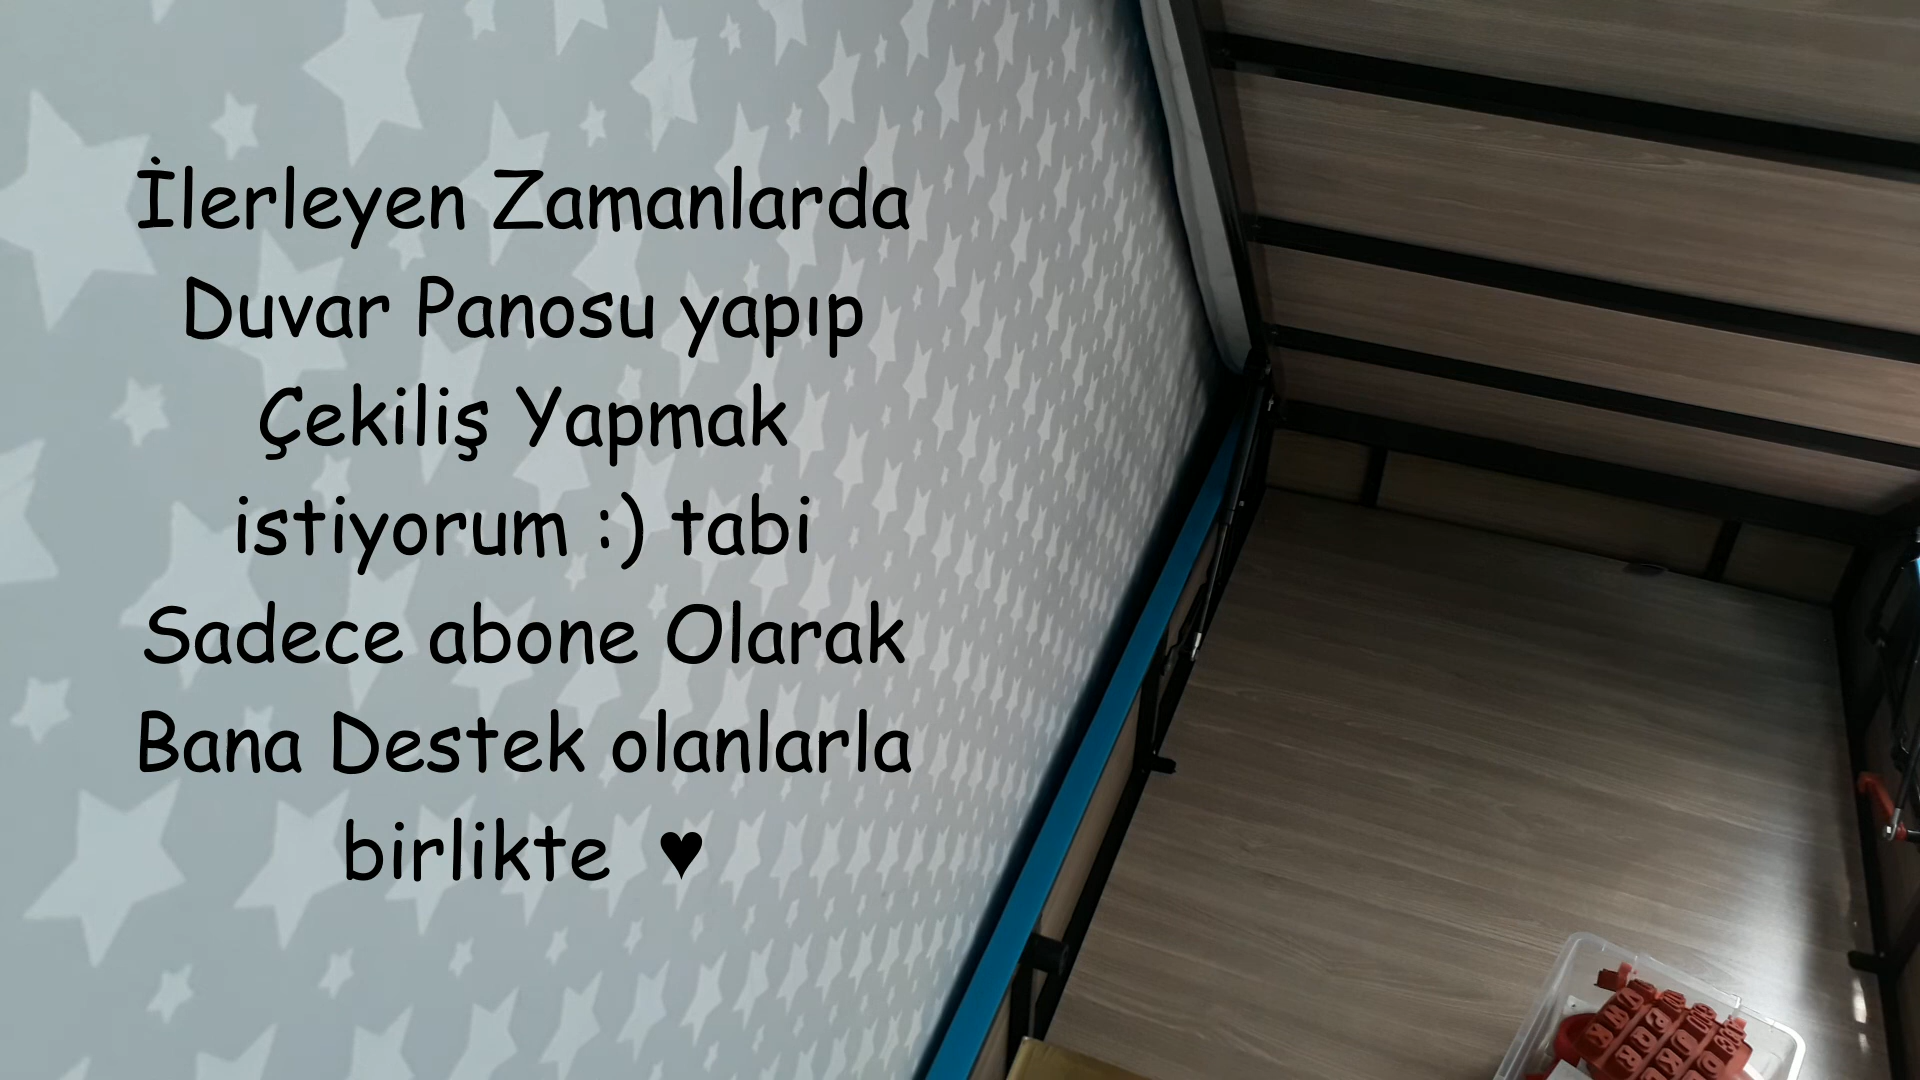 İlerleyen Zamanlarda
Duvar Panosu yapıp
Çekiliş Yapmak
istiyorum :) tabi
Sadece abone Olarak
Bana Destek olanlarla
birlikte ♥